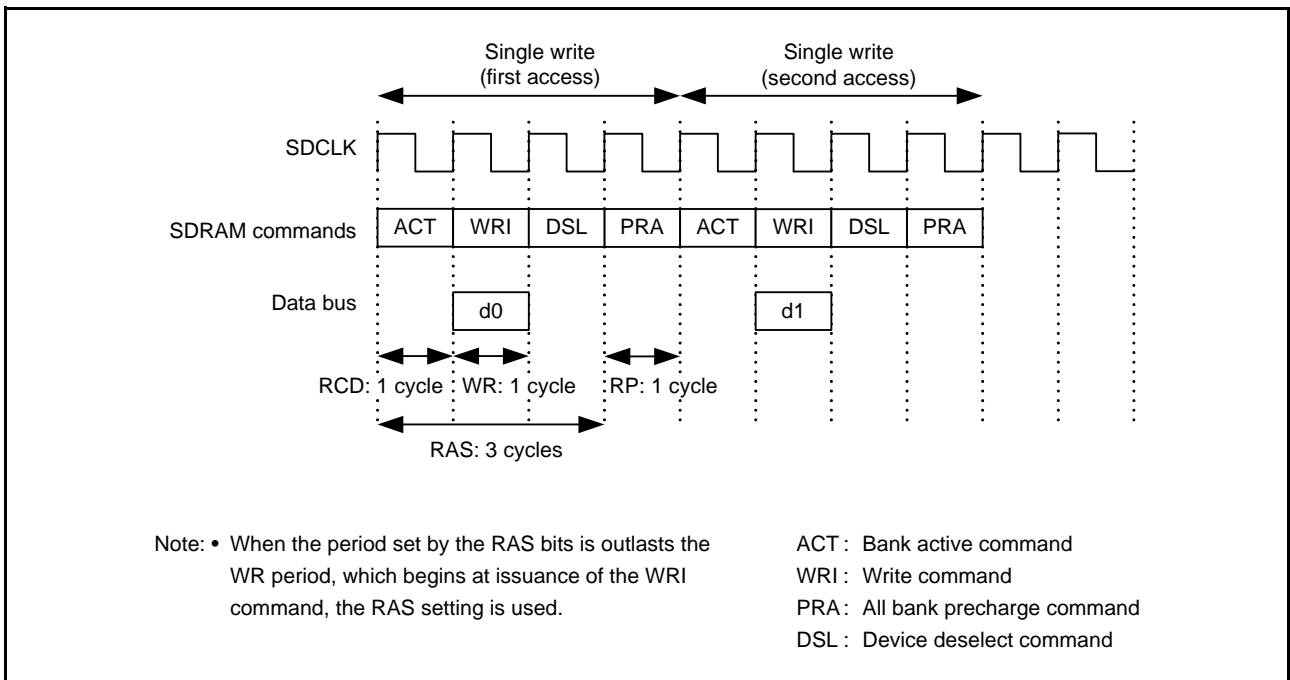 Single write
(first access)
Single write
(second access)
SDCLK
SDRAM commands
ACT WRI DSL PRA ACT WRI DSL PRA
Data bus
d0 d1
RCD: 1 cycle WR: 1 cycle RP: 1 cycle
RAS: 3 cycles
Note: • When the period set by the RAS bits is outlasts the
WR period, which begins at issuance of the WRI
command, the RAS setting is used.
ACT : Bank active command
WRI : Write command
PRA : All bank precharge command
DSL : Device deselect command